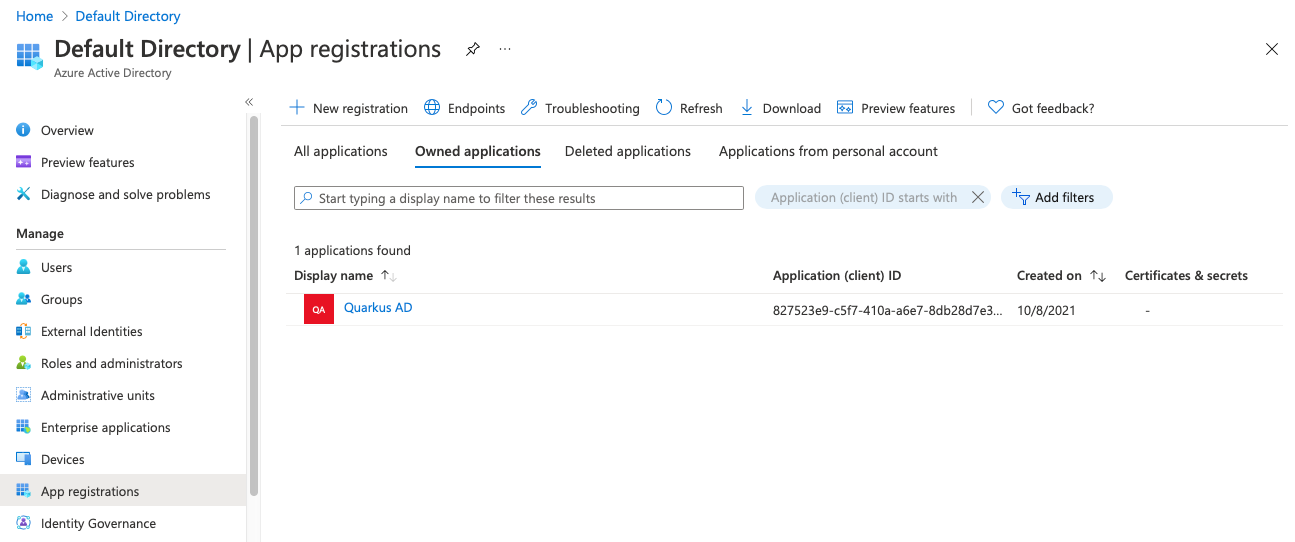 Home > Default Directory
Default Directory | App registrations ...
Azure Active Directory
«
Overview
Preview features
Diagnose and solve problems
Manage
Users
Groups
External Identities
Roles and administrators
Administrative units
Enterprise applications
Devices
App registrations
Identity Governance
New registration Endpoints Troubleshooting Refresh Download Preview features Got feedback?
All applications Owned applications Deleted applications Applications from personal account
Start typing a display name to filter these results Application (client) ID starts with Add filters
1 applications found
Display name ↑↓ Application (client) ID Created on ↑↓ Certificates & secrets
QA Quarkus AD 827523e9-c5f7-410a-a6e7-8db28d7e3... 10/8/2021 -